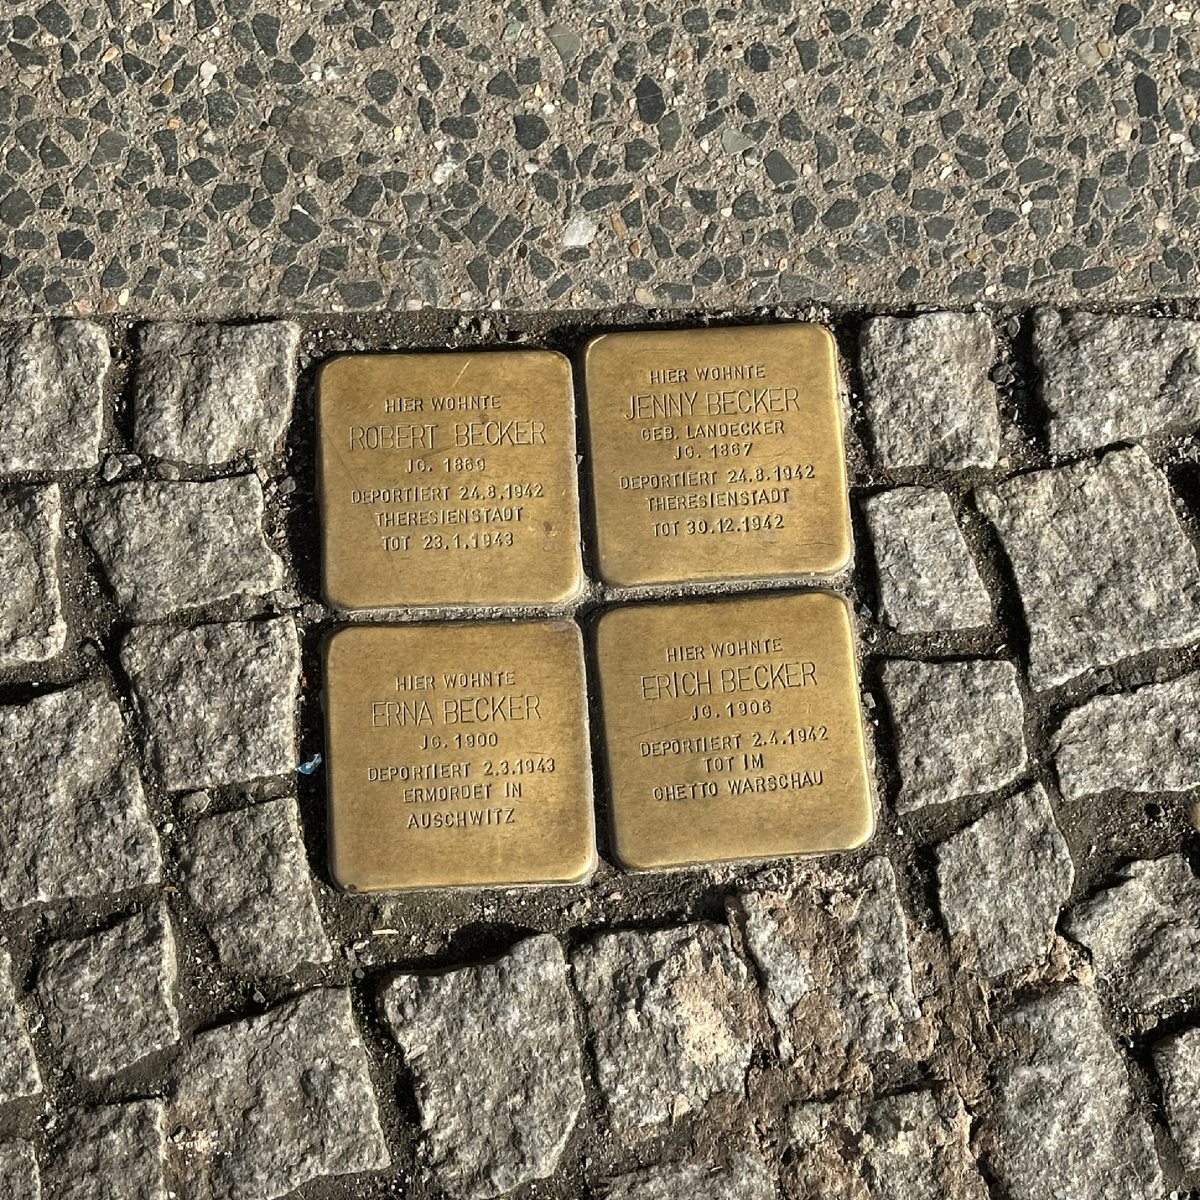 HIER WOHNTE
ROBERT BECKER
JG. 1869
DEPORTIERT 24.8.1942
THERESIENSTADT
TOT 23.1.1943
HIER WOHNTE
JENNY BECKER
GEB. LANDECKER
JG. 1867
DEPORTIERT 24.8.1942
THERESIENSTADT
TOT 30.12.1942
HIER WOHNTE
ERNA BECKER
JG. 1900
DEPORTIERT 2.3.1943
ERMORDET IN
AUSCHWITZ
HIER WOHNTE
ERICH BECKER
JG. 1906
DEPORTIERT 2.4.1942
TOT IM
GHETTO WARSCHAU